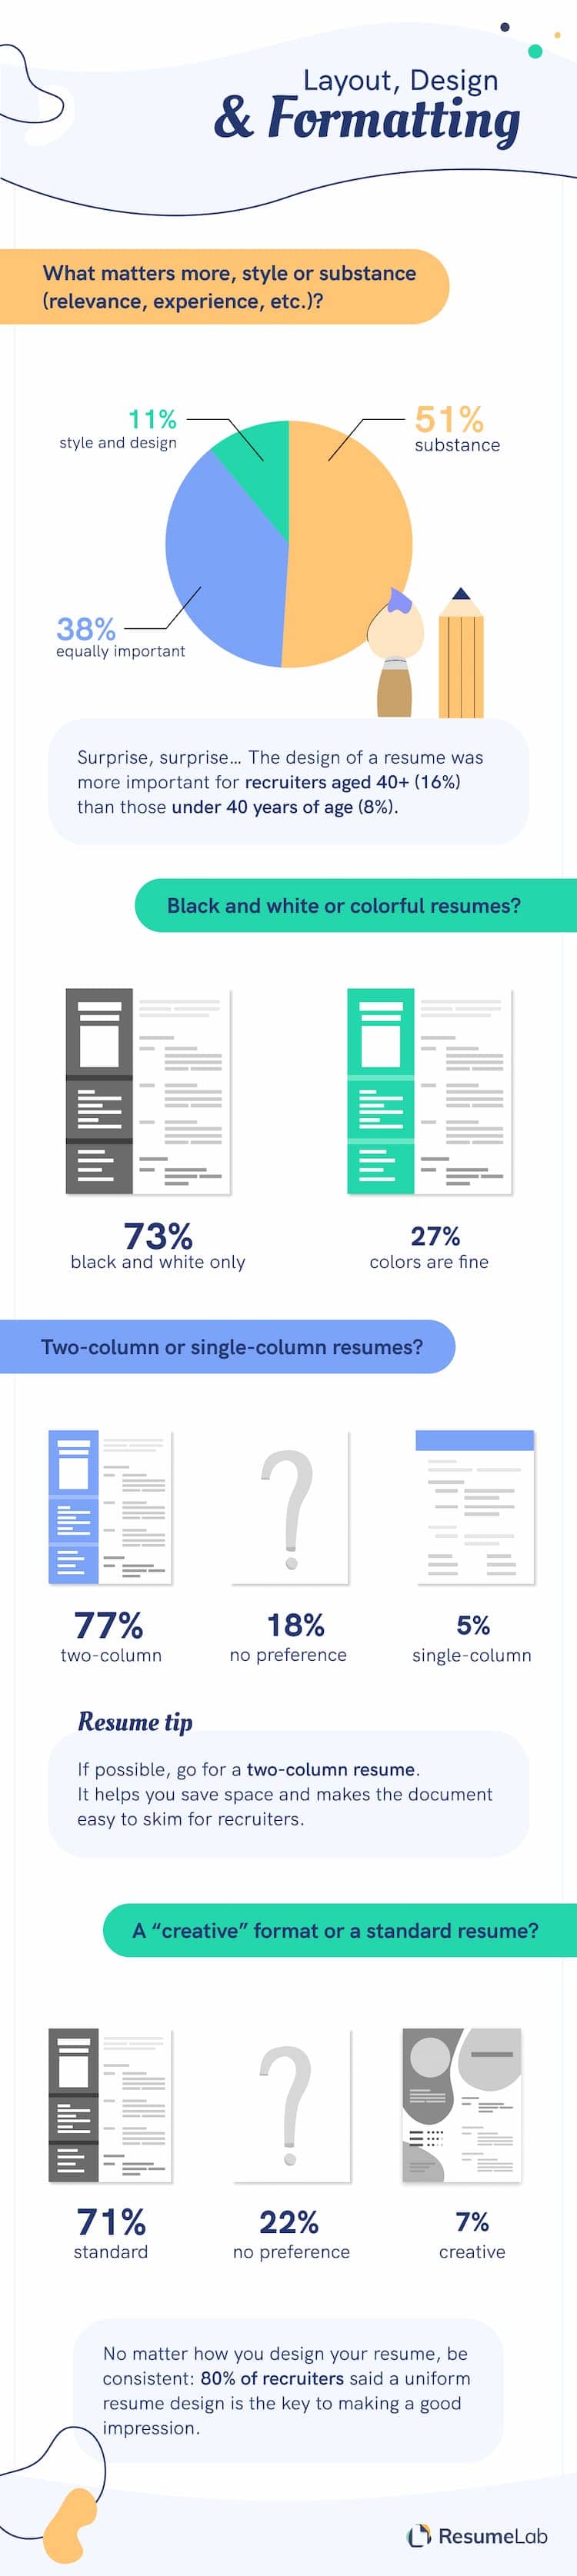 Layout, Design
& Formatting
What matters more, style or substance
(relevance, experience, etc.)?
11%
style and design
51%
substance
38%
equally important
Surprise, surprise... The design of a resume was
more important for recruiters aged 40+ (16%)
than those under 40 years of age (8%).
Black and white or colorful resumes?
73%
black and white only
27%
colors are fine
Two-column or single-column resumes?
?
77%
two-column
18%
no preference
5%
single-column
Resume tip
If possible, go for a two-column resume.
It helps you save space and makes the document
easy to skim for recruiters.
A “creative” format or a standard resume?
?
71%
standard
22%
no preference
7%
creative
No matter how you design your resume, be
consistent: 80% of recruiters said a uniform
resume design is the key to making a good
impression.
ResumeLab